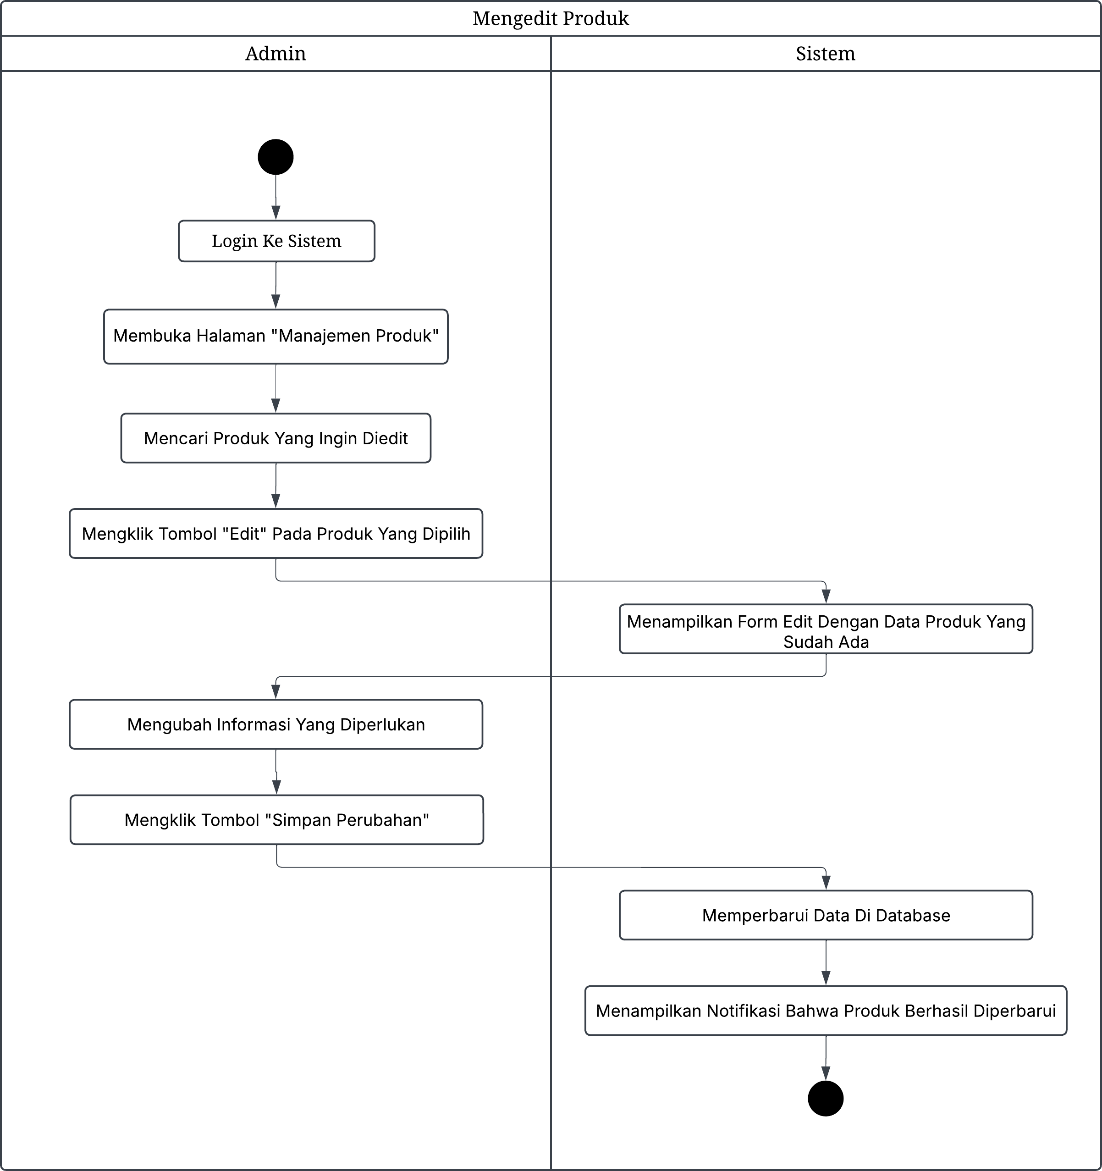 Mengedit Produk
Admin
Sistem
Login Ke Sistem
Membuka Halaman "Manajemen Produk"
Mencari Produk Yang Ingin Diedit
Mengklik Tombol "Edit" Pada Produk Yang Dipilih
Menampilkan Form Edit Dengan Data Produk Yang
Sudah Ada
Mengubah Informasi Yang Diperlukan
Mengklik Tombol "Simpan Perubahan"
Memperbarui Data Di Database
Menampilkan Notifikasi Bahwa Produk Berhasil Diperbarui